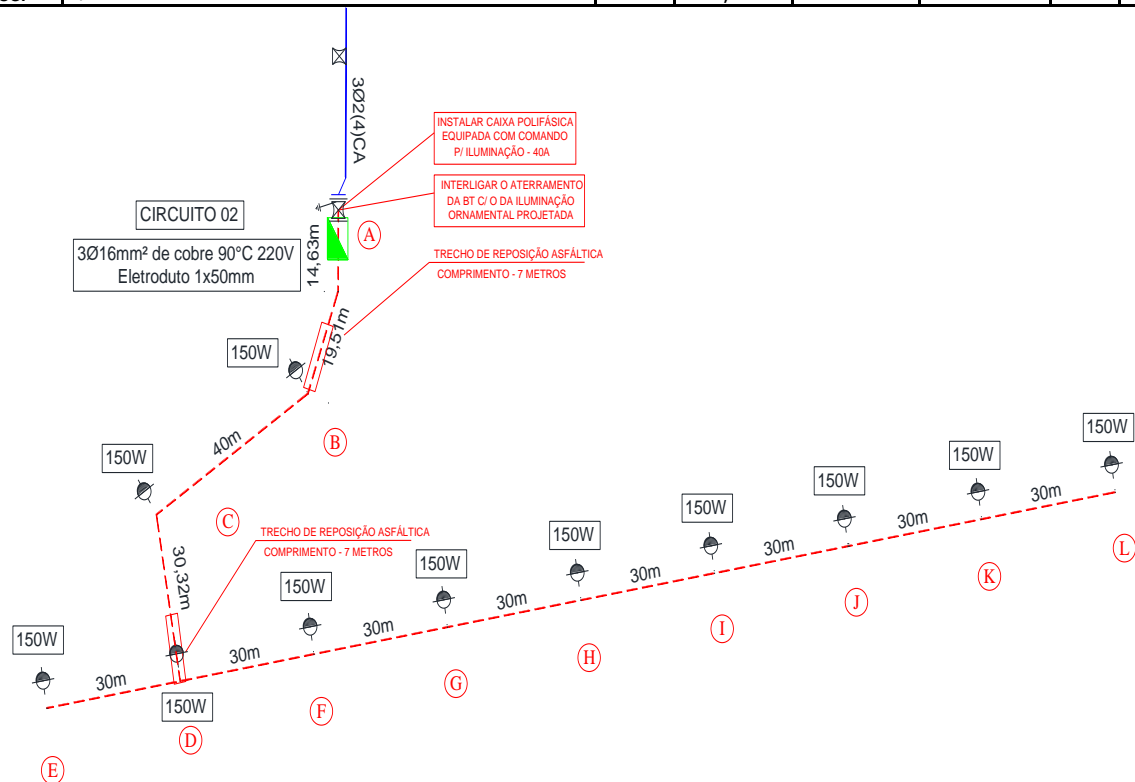 3Ø2(4)CA
INSTALAR CAIXA POLIFÁSICA
EQUIPADA COM COMANDO
P/ ILUMINAÇÃO - 40A
INTERLIGAR O ATERRAMENTO
DA BT C/ O DA ILUMINAÇÃO
ORNAMENTAL PROJETADA
CIRCUITO 02
3Ø16mm² de cobre 90°C 220V
Eletroduto 1x50mm
14,63m
A
TRECHO DE REPOSIÇÃO ASFÁLTICA
COMPRIMENTO - 7 METROS
19,51m
150W
B
40m
150W
C
TRECHO DE REPOSIÇÃO ASFÁLTICA
COMPRIMENTO - 7 METROS
30,32m
150W
30m
E
150W
D
30m
150W
F
30m
150W
G
30m
150W
H
30m
150W
I
30m
150W
J
30m
150W
K
30m
150W
L